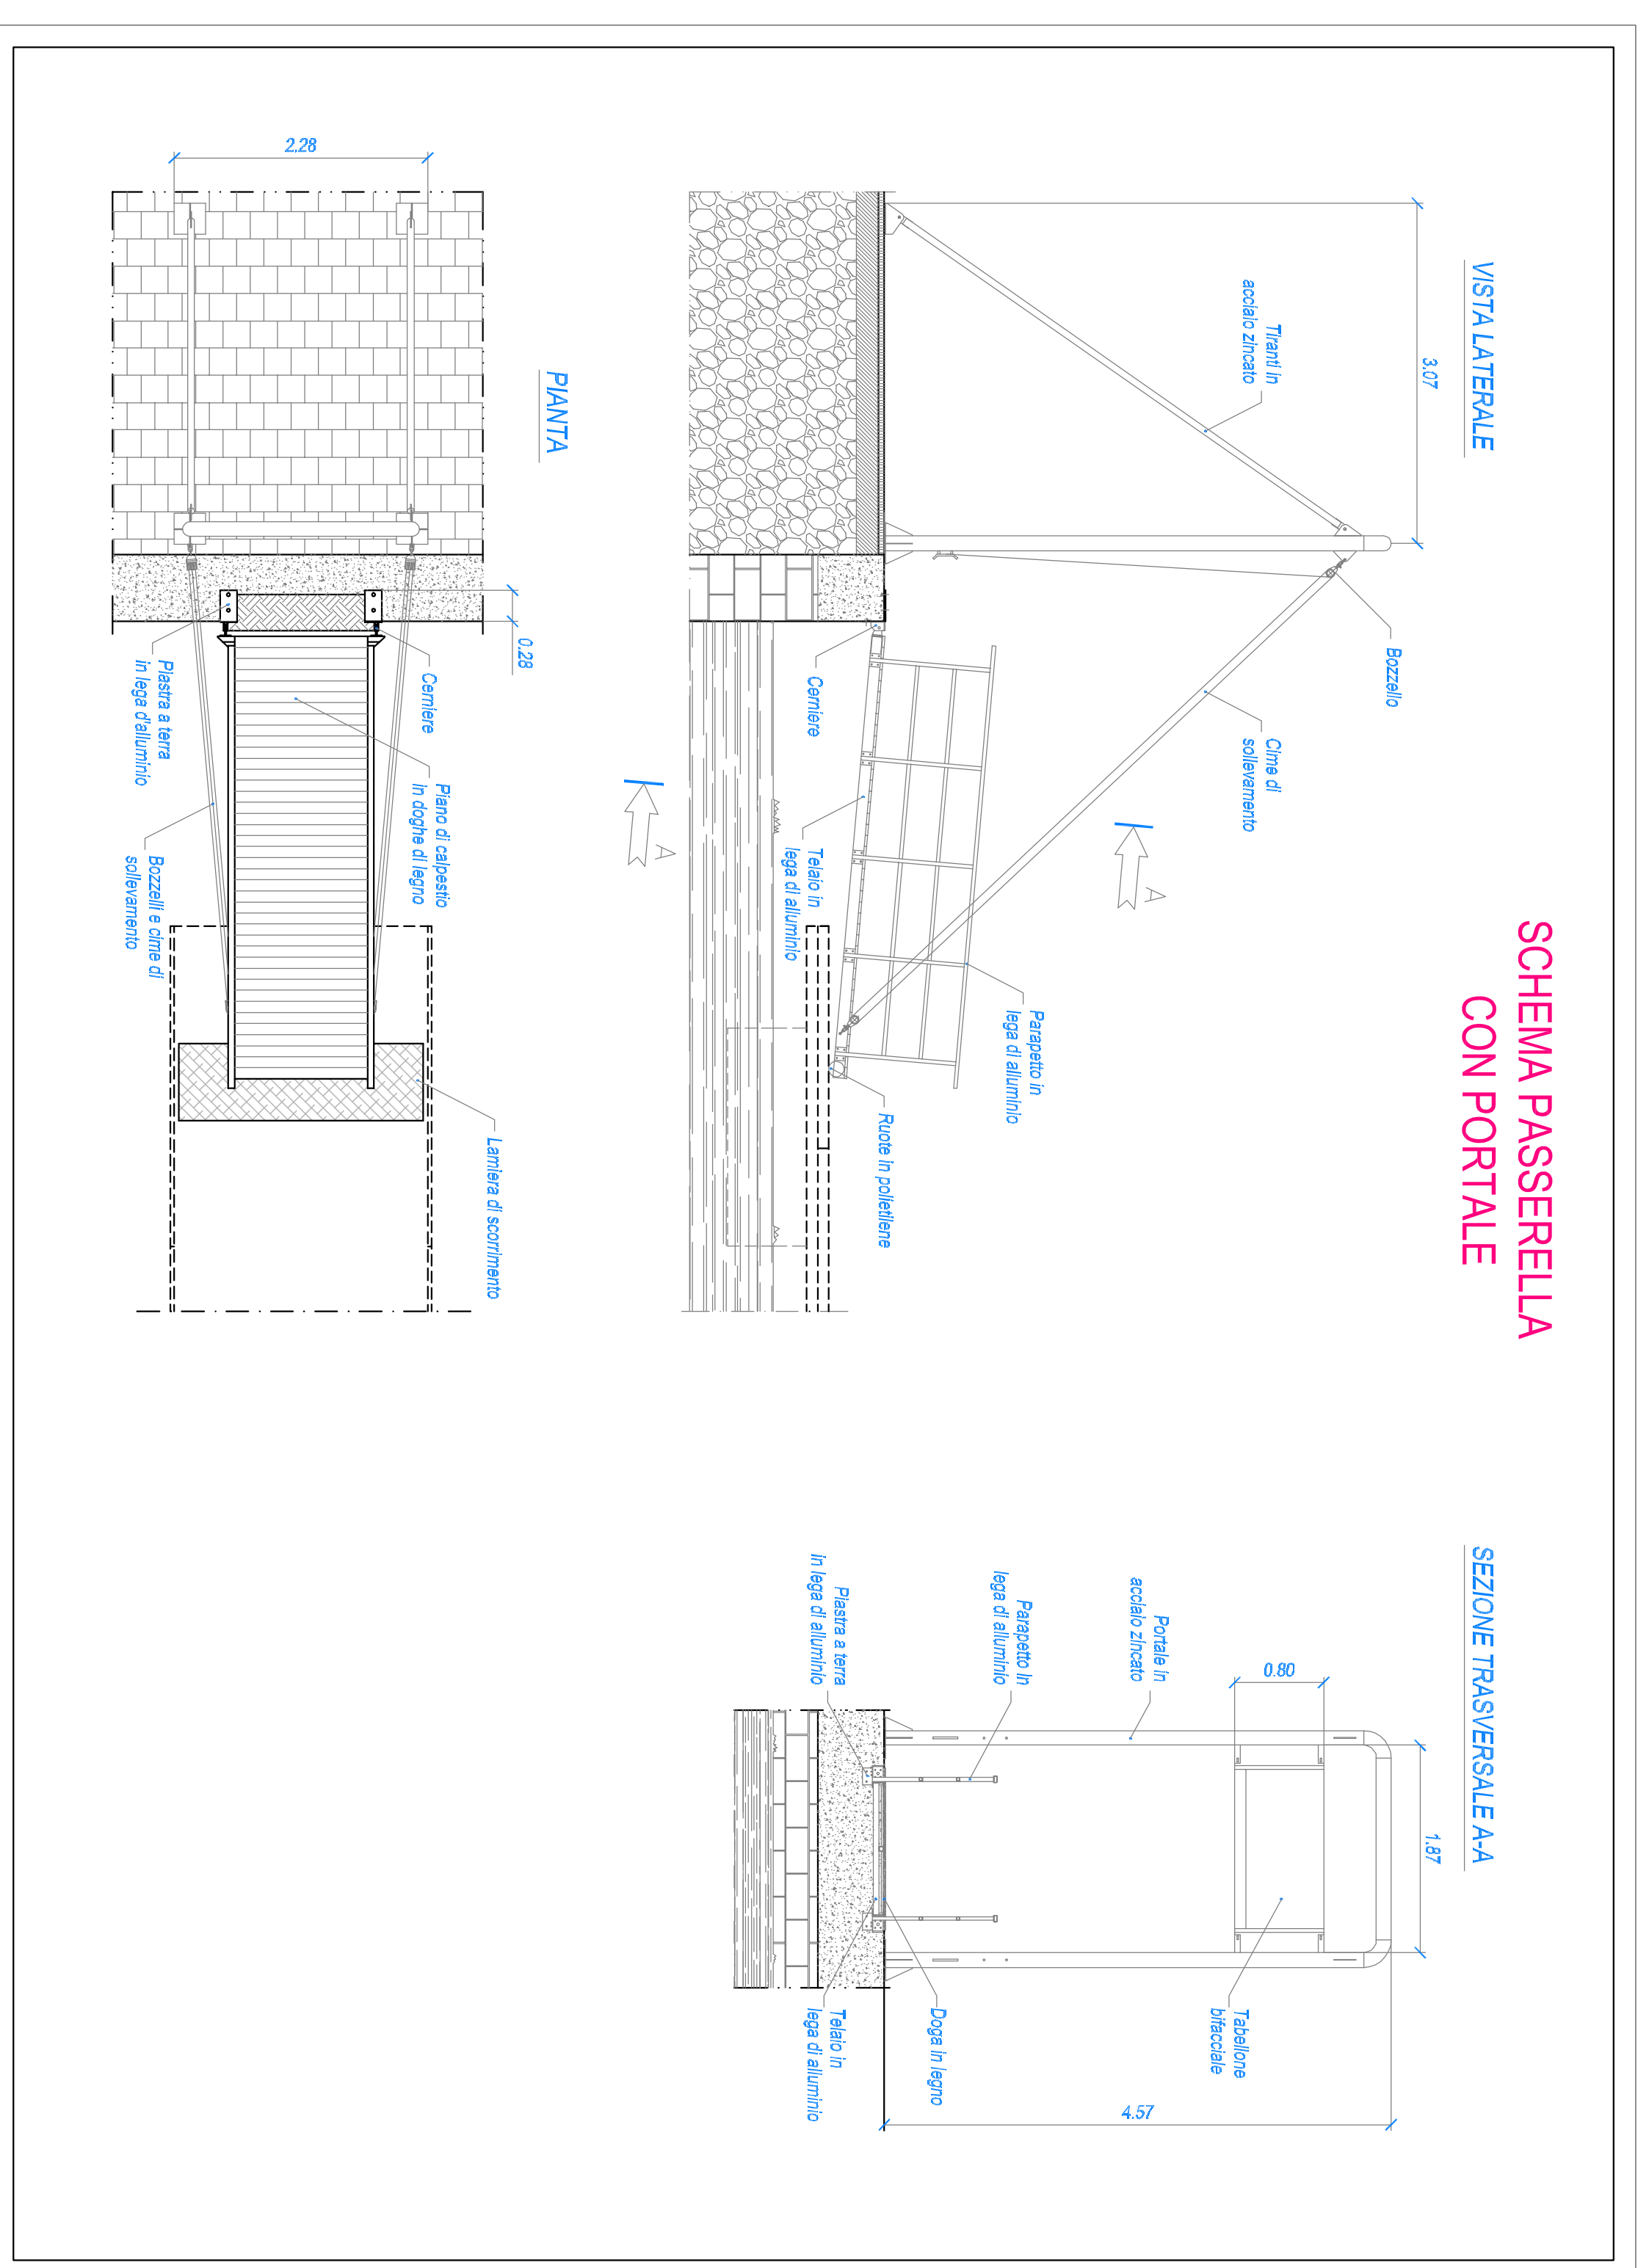 SCHEMA PASSERELLA
CON PORTALE
VISTA LATERALE
3.07
Tiranti in
acciaio zincato
Bozzello
Cime di
sollevamento
A
Parapetto in
lega di alluminio
Cerniere
Telaio in
lega di alluminio
Ruote in polietilene
A
PIANTA
2,28
0.28
Cerniere
Piano di calpestio
in doghe di legno
Piastra a terra
in lega d'alluminio
Bozzelli e cime di
sollevamento
Lamiera di scorrimento
SEZIONE TRASVERSALE A-A
1.87
0.80
Portale in
acciaio zincato
Parapetto in
lega di alluminio
Piastra a terra
in lega di alluminio
Tabellone
bifacciale
Doga in legno
Telaio in
lega di alluminio
4.57